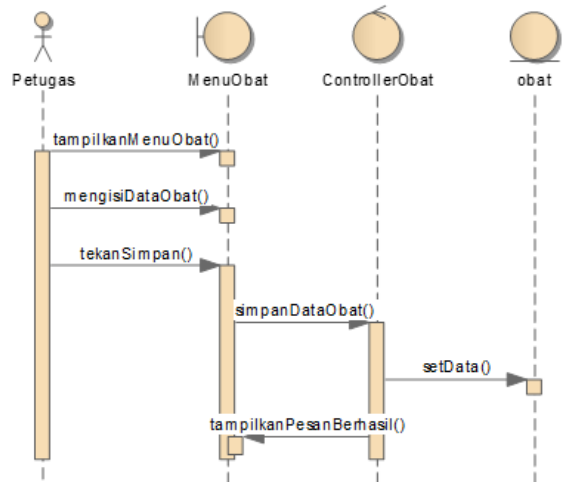 Petugas
MenuObat
ControllerObat
obat
tampilkanMenuObat()
mengisiDataObat()
tekanSimpan()
simpanDataObat()
setData()
tampilkanPesanBerhasil()